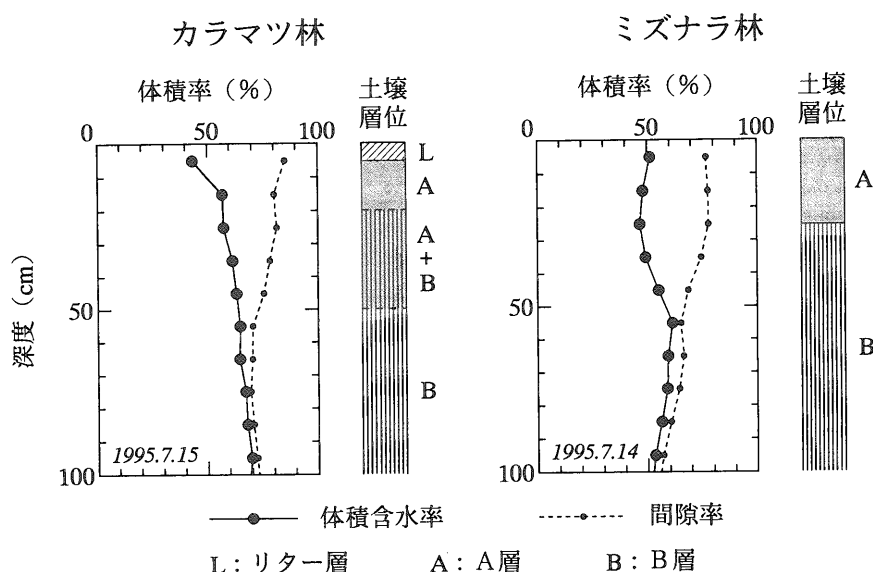 カラマツ林
体積率（%）
土壌
層位
0
50
100
L
A
A
+
B
B
50
100
深度（cm）
1995.7.15
ミズナラ林
体積率（%）
土壌
層位
0
50
100
A
B
50
100
1995.7.14
体積含水率
間隙率
L：リター層 A：A層 B：B層